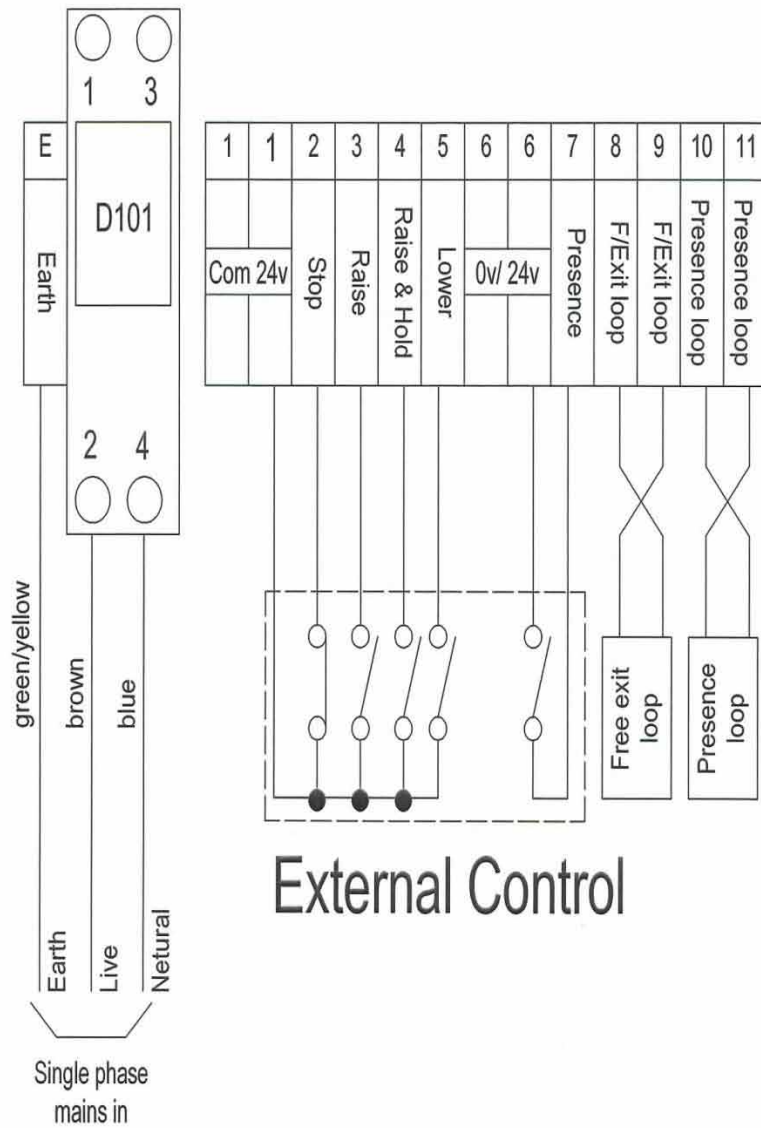 1 3
D101
2 4
E
Earth
1 1 2 3 4 5 6 6 7 8 9 10 11
Com 24v
Stop
Raise
Raise & Hold
Lower
0v/ 24v
Presence
F/Exit loop
F/Exit loop
Presence loop
Presence loop
green/yellow
brown
blue
Free exit
loop
Presence
loop
External Control
Earth
Live
Netural
Single phase
mains in